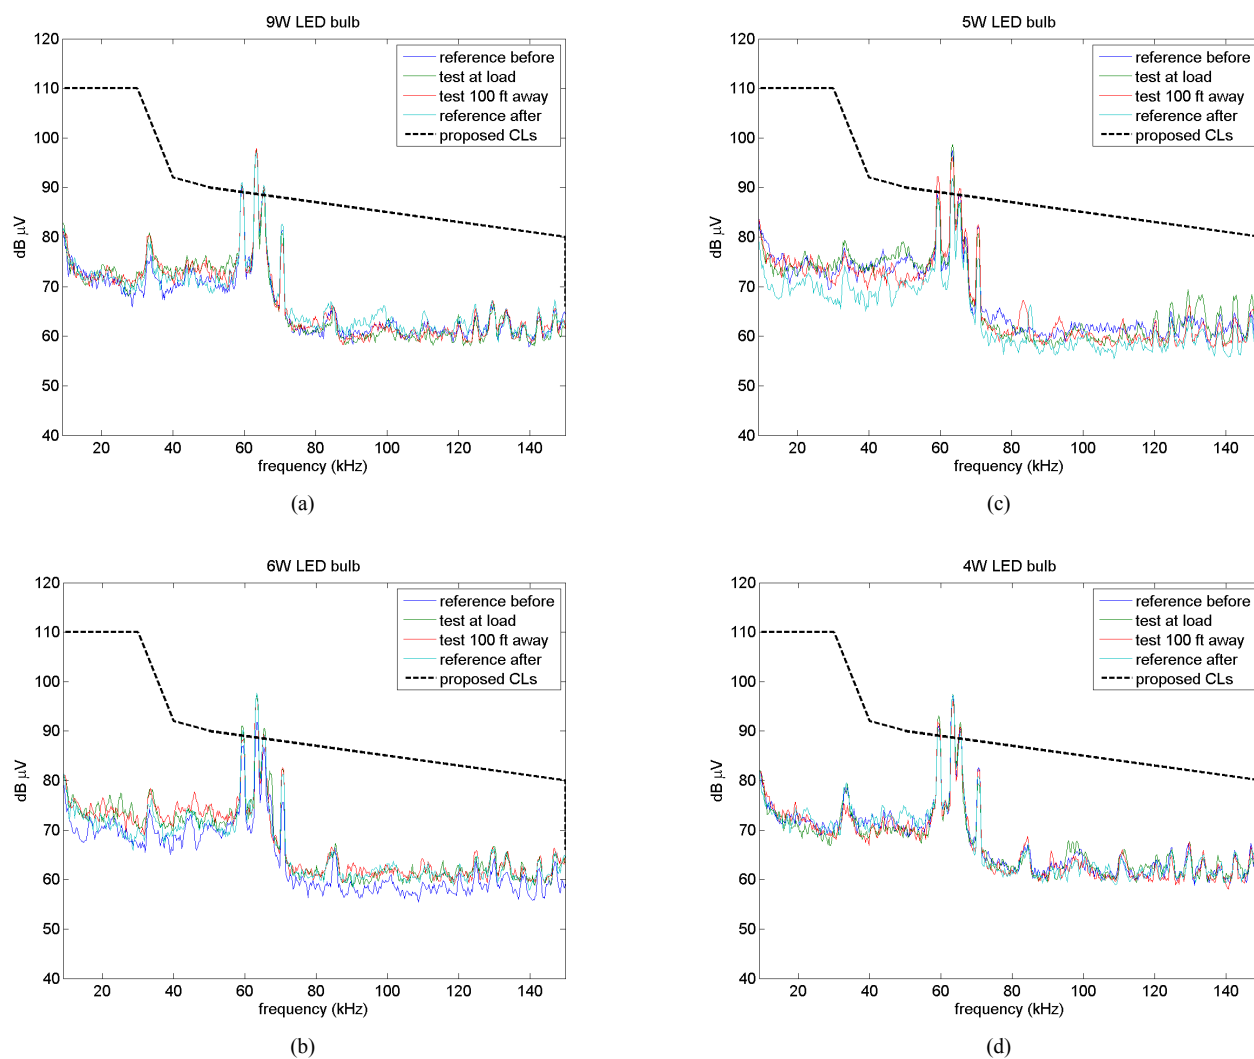 9W LED bulb
120
110
100
90
80
70
60
50
40
dB µV
reference before
test at load
test 100 ft away
reference after
proposed CLs
20 40 60 80 100 120 140
frequency (kHz)
(a)
5W LED bulb
120
110
100
90
80
70
60
50
40
dB µV
reference before
test at load
test 100 ft away
reference after
proposed CLs
20 40 60 80 100 120 140
frequency (kHz)
(c)
6W LED bulb
120
110
100
90
80
70
60
50
40
dB µV
reference before
test at load
test 100 ft away
reference after
proposed CLs
20 40 60 80 100 120 140
frequency (kHz)
(b)
4W LED bulb
120
110
100
90
80
70
60
50
40
dB µV
reference before
test at load
test 100 ft away
reference after
proposed CLs
20 40 60 80 100 120 140
frequency (kHz)
(d)